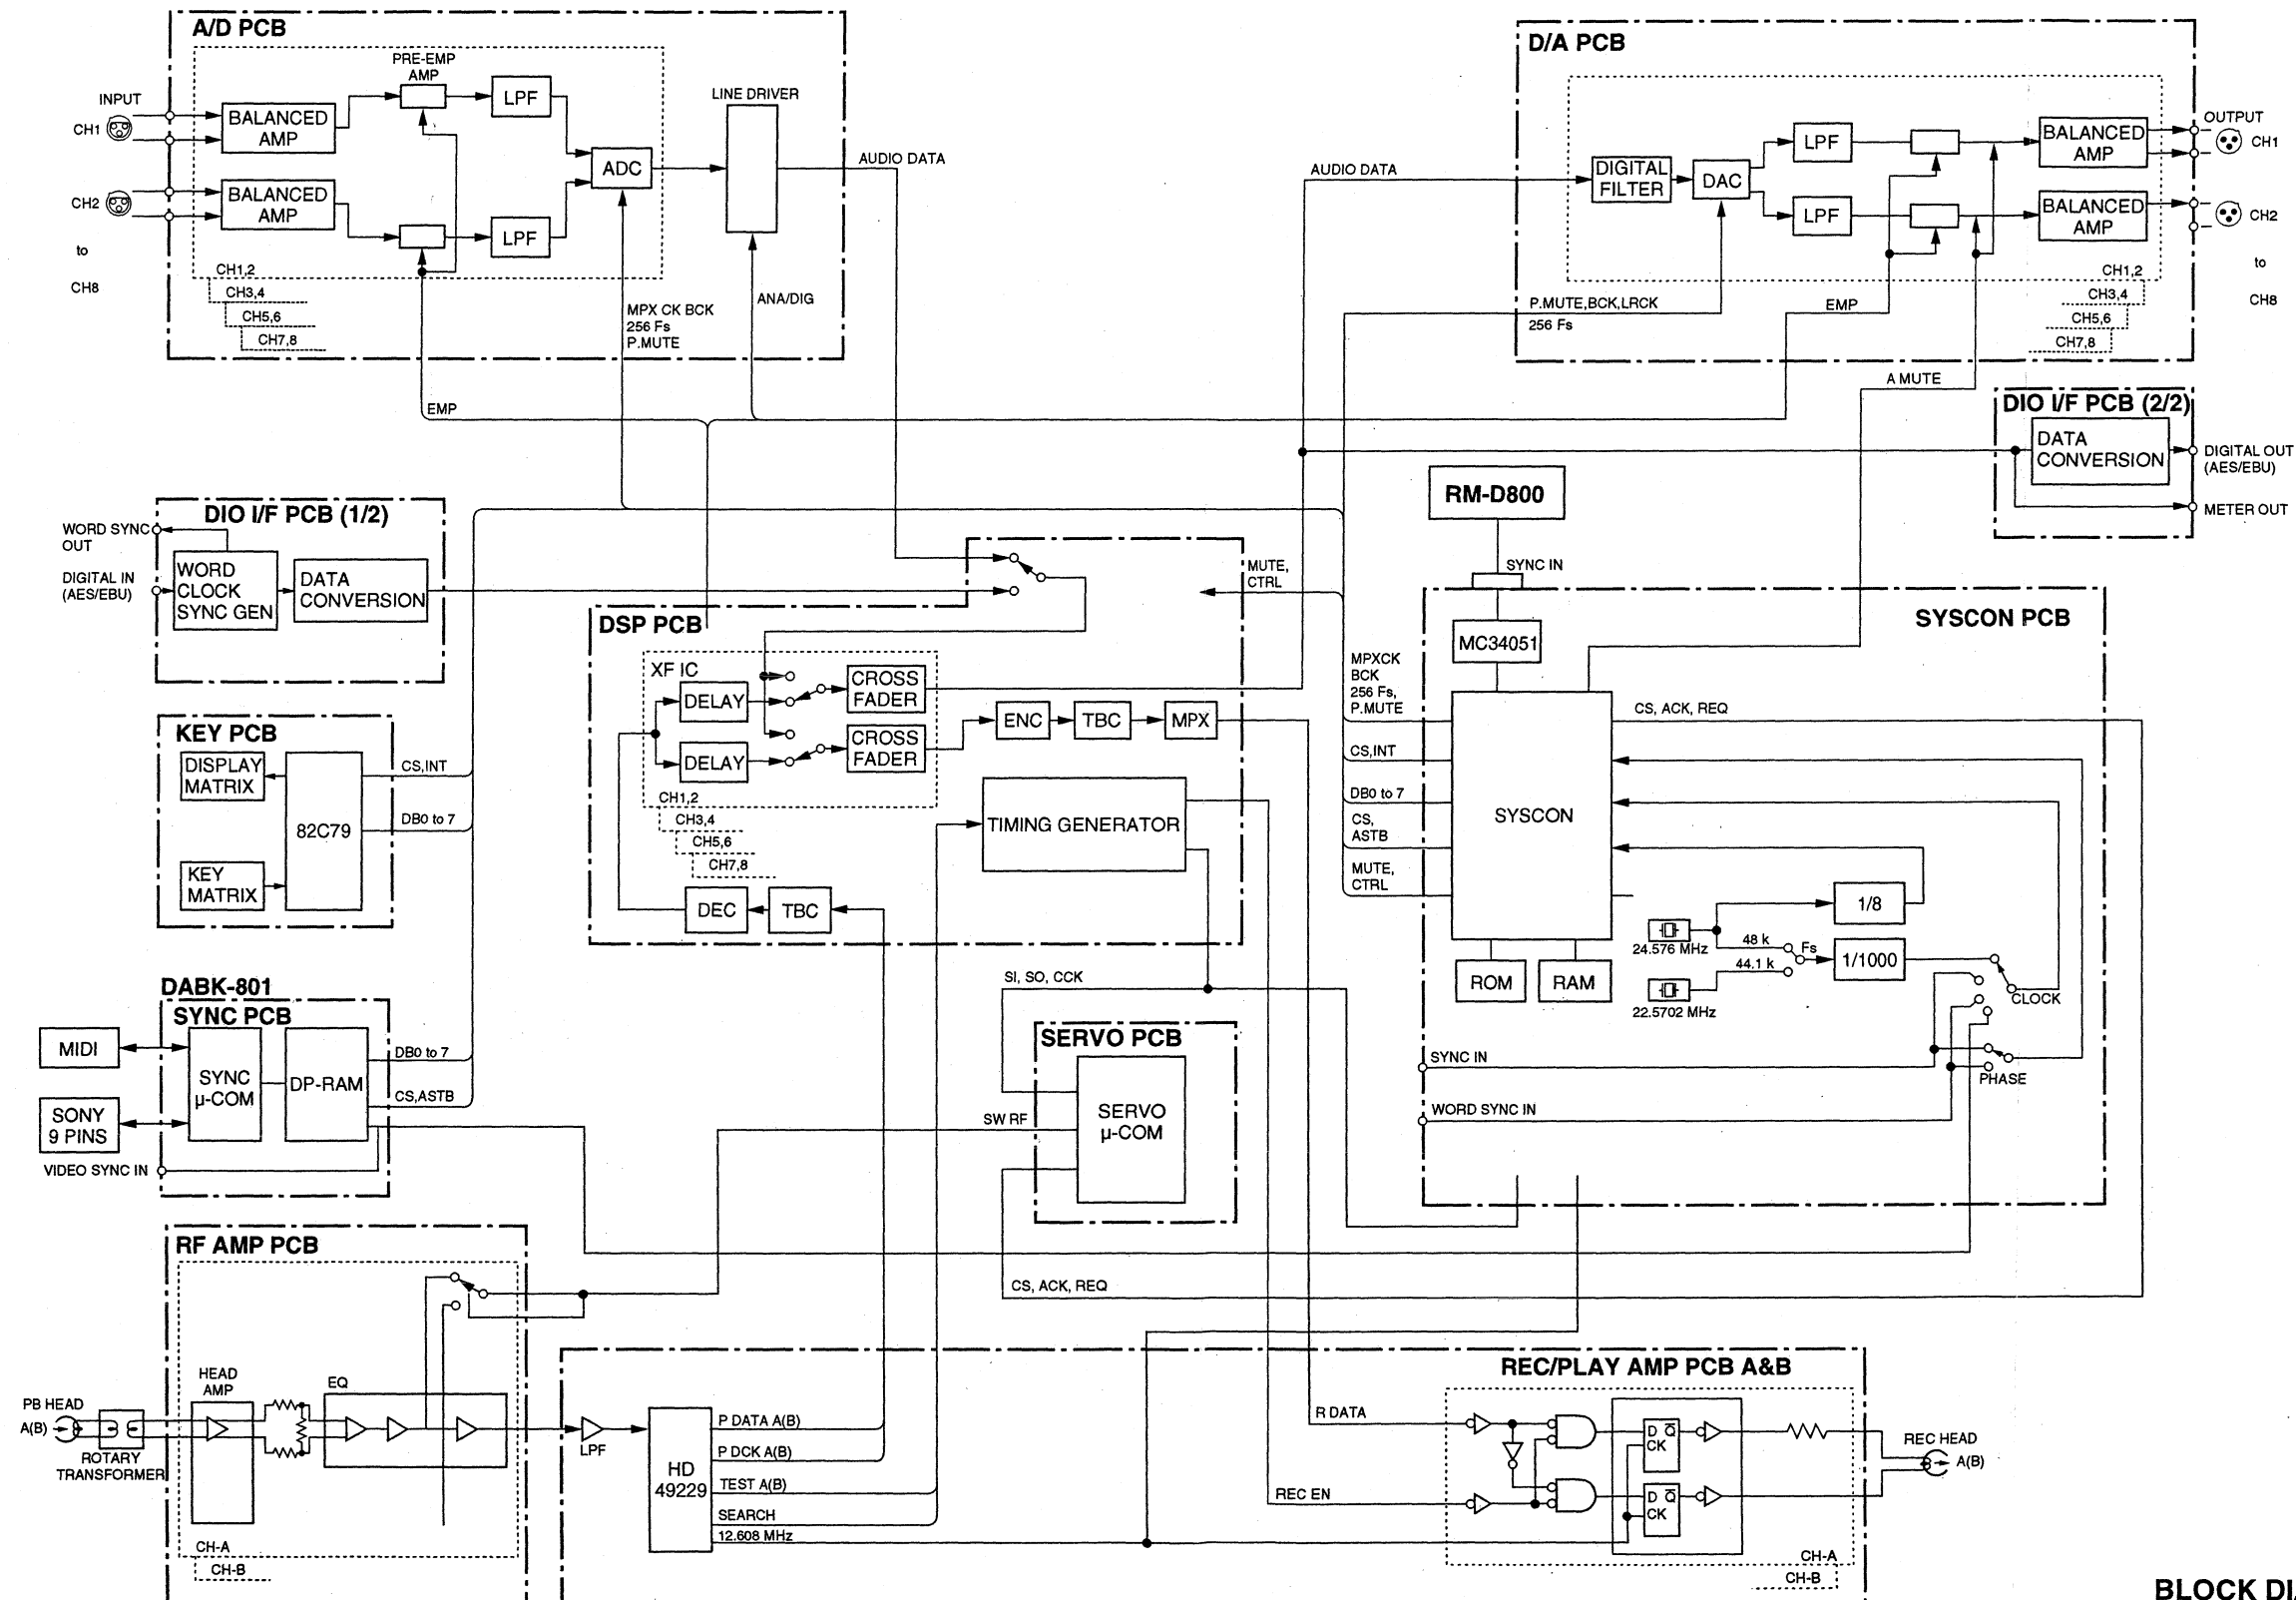 A/D PCB
PRE-EMP
AMP
INPUT
CH1
BALANCED
AMP
LPF
LINE DRIVER
ADC
AUDIO DATA
CH2
BALANCED
AMP
LPF
to
CH8
CH1,2
CH3,4
CH5,6
CH7,8
MPX CK BCK
256 Fs
P.MUTE
ANA/DIG
EMP
D/A PCB
AUDIO DATA
DIGITAL
FILTER
DAC
LPF
LPF
BALANCED
AMP
BALANCED
AMP
OUTPUT
CH1
CH2
to
CH8
CH1,2
CH3,4
CH5,6
CH7,8
P.MUTE,BCK,LRCK
256 Fs
EMP
A MUTE
DIO I/F PCB (2/2)
DATA
CONVERSION
DIGITAL OUT
(AES/EBU)
METER OUT
DIO I/F PCB (1/2)
WORD SYNC
OUT
DIGITAL IN
(AES/EBU)
WORD
CLOCK
SYNC GEN
DATA
CONVERSION
RM-D800
SYNC IN
MUTE,
CTRL
DSP PCB
XF IC
DELAY
CROSS
FADER
DELAY
CROSS
FADER
CH1,2
CH3,4
CH5,6
CH7,8
ENC
TBC
MPX
TIMING GENERATOR
DEC
TBC
SYSCON PCB
MC34051
MPXCK
BCK
256 Fs,
P.MUTE
CS,INT
DB0 to 7
CS,
ASTB
MUTE,
CTRL
SYSCON
CS, ACK, REQ
ROM
RAM
1/8
24.576 MHz
48 k
Fs
44.1 k
1/1000
22.5702 MHz
CLOCK
PHASE
SYNC IN
WORD SYNC IN
KEY PCB
DISPLAY
MATRIX
82C79
KEY
MATRIX
CS,INT
DB0 to 7
DABK-801
SYNC PCB
MIDI
SYNC
μ-COM
DP-RAM
SONY
9 PINS
DB0 to 7
CS,ASTB
VIDEO SYNC IN
SI, SO, CCK
SERVO PCB
SERVO
μ-COM
SW RF
CS, ACK, REQ
RF AMP PCB
HEAD
AMP
EQ
PB HEAD
A(B)
ROTARY
TRANSFORMER
CH-A
CH-B
LPF
HD
49229
P DATA A(B)
P DCK A(B)
TEST A(B)
SEARCH
12.608 MHz
REC/PLAY AMP PCB A&B
R DATA
REC EN
D Q
CK
D Q
CK
REC HEAD
A(B)
CH-A
CH-B